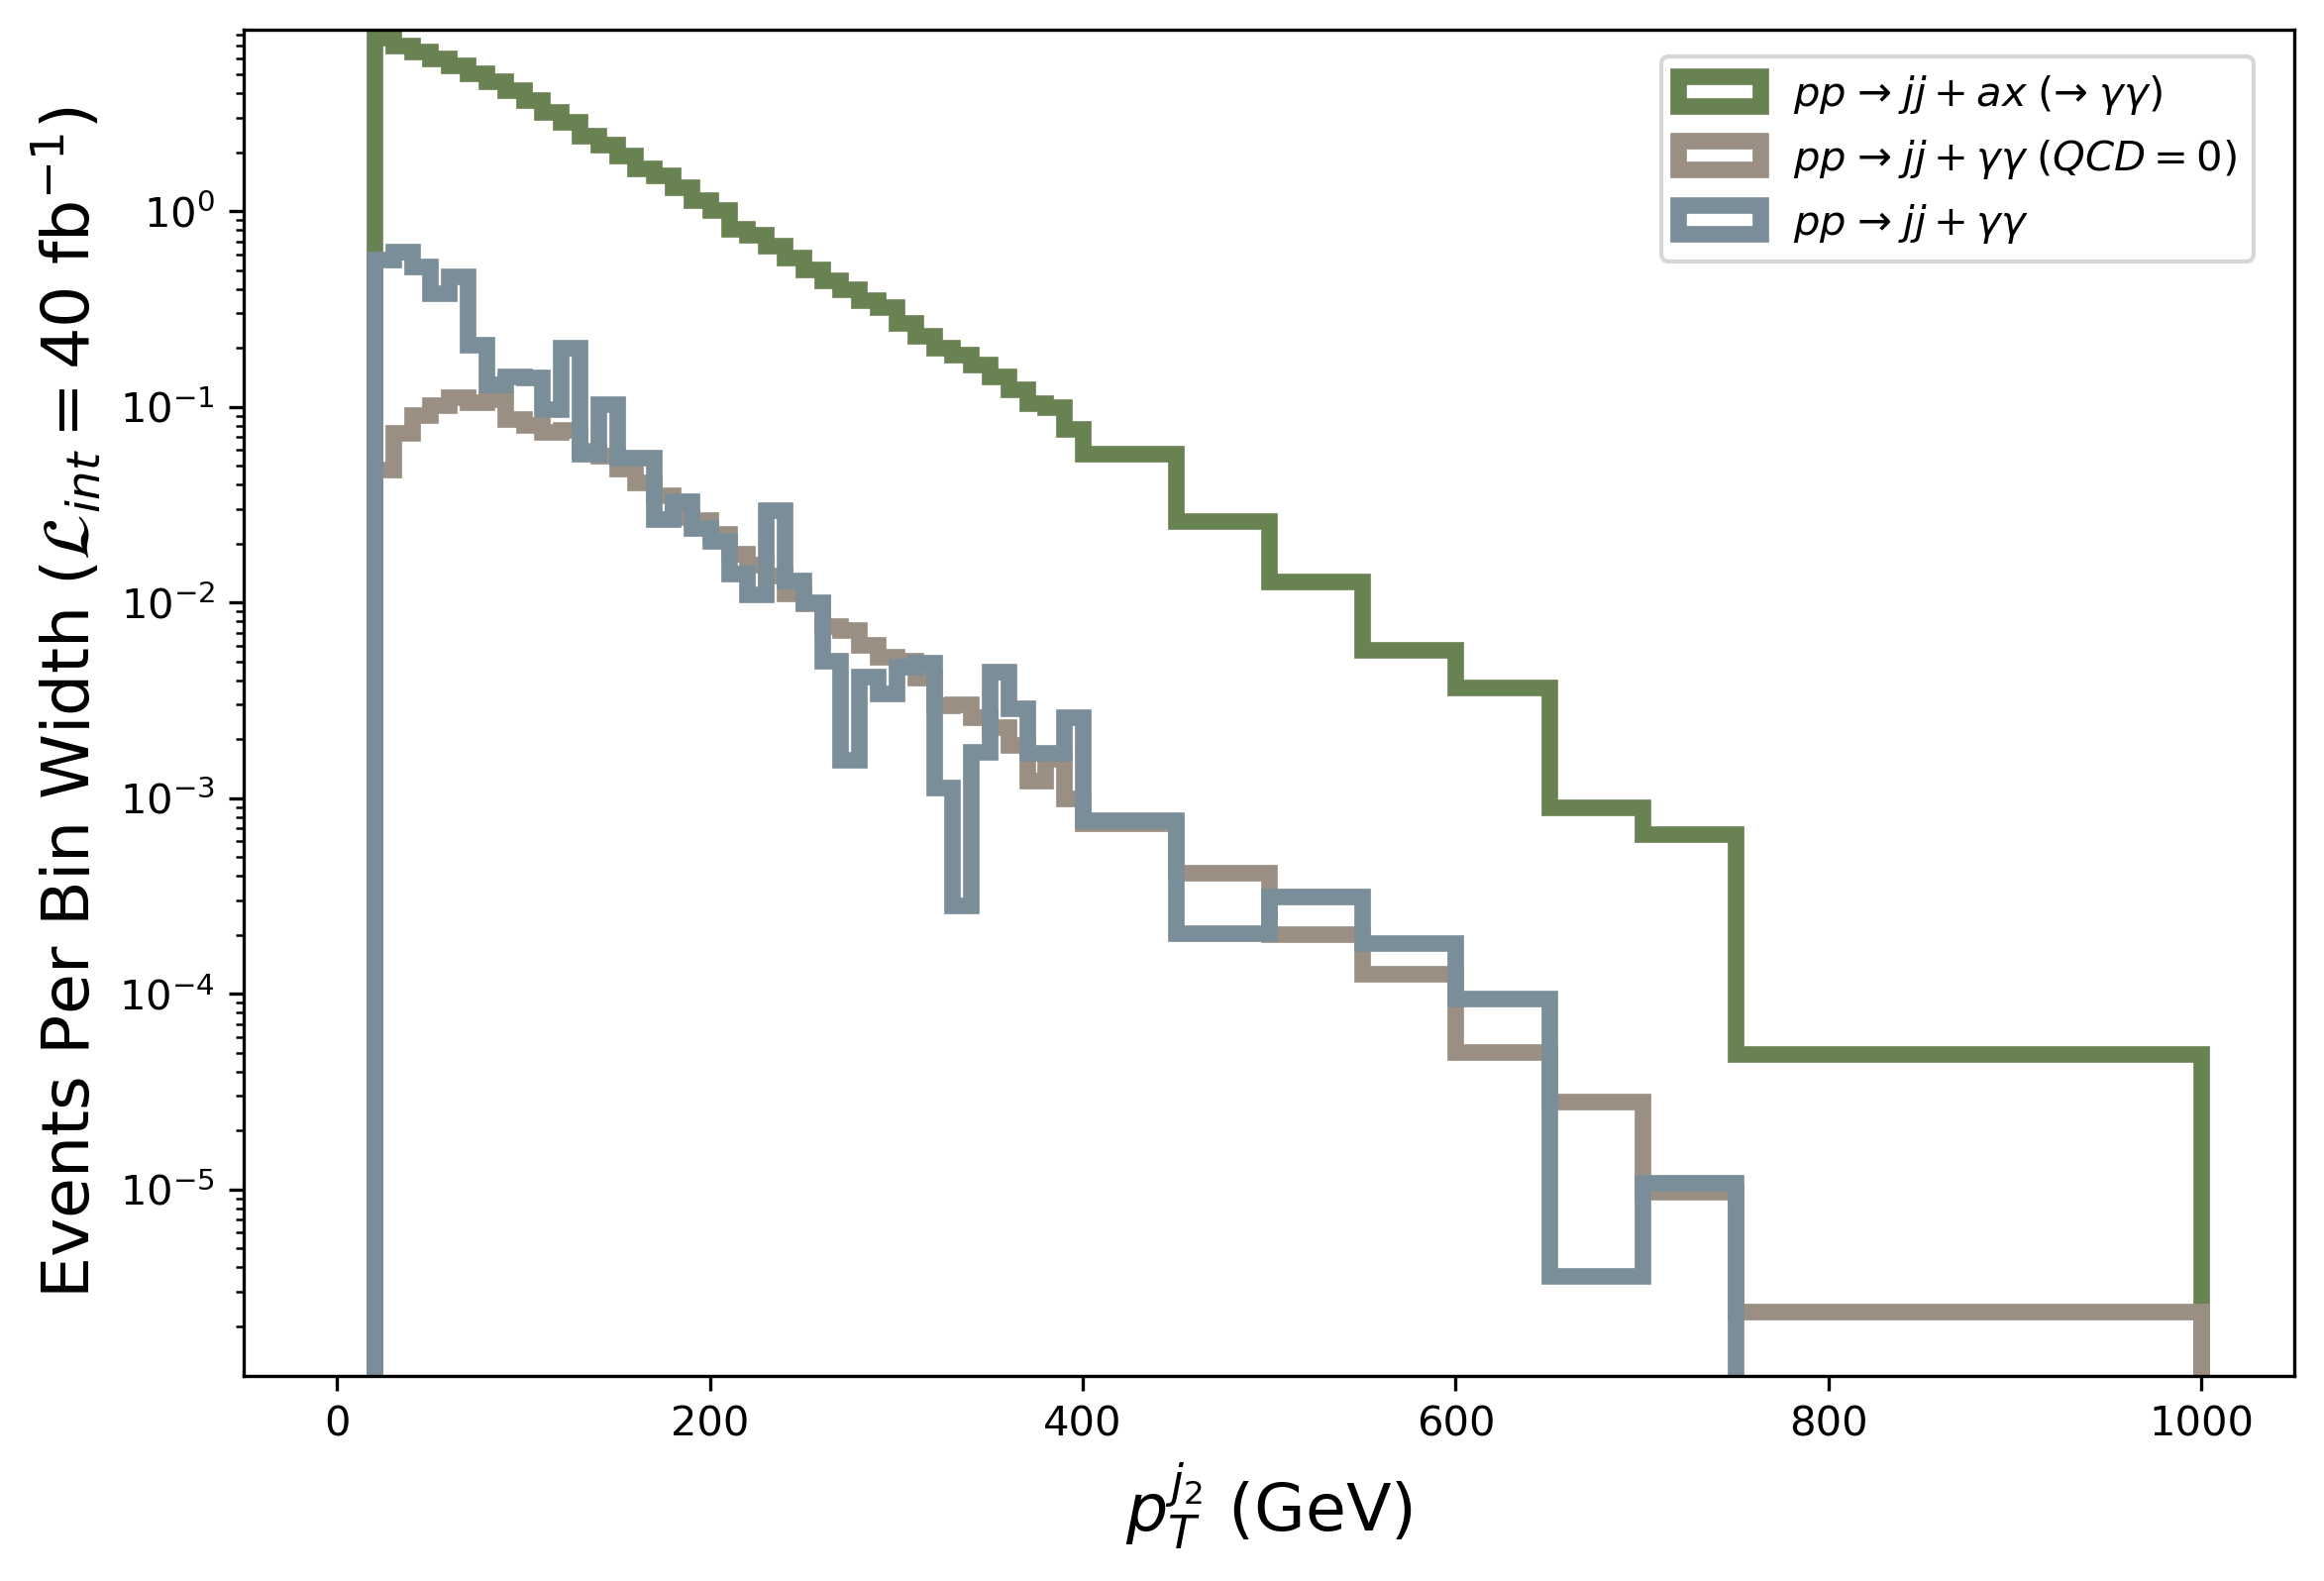 Events Per Bin Width (ℒ_int = 40 fb⁻¹)
10⁰
10⁻¹
10⁻²
10⁻³
10⁻⁴
10⁻⁵
pp → jj + ax (→ γγ)
pp → jj + γγ (QCD = 0)
pp → jj + γγ
0 200 400 600 800 1000
p_T^{j₂} (GeV)